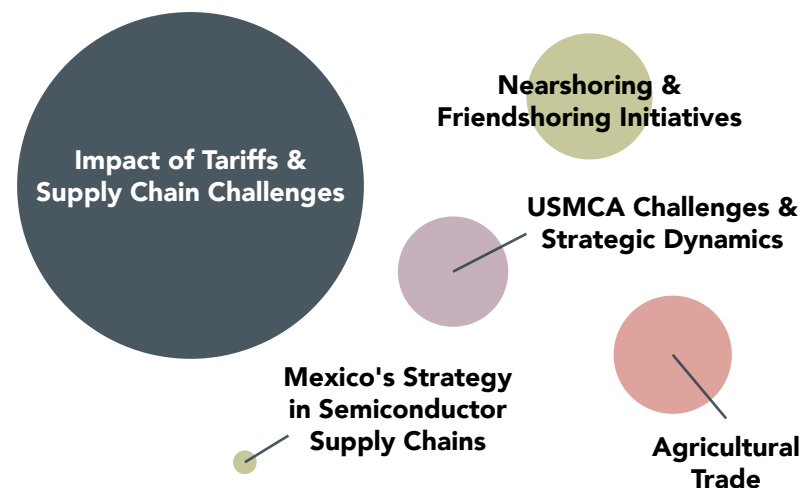 Impact of Tariffs &
Supply Chain Challenges
Nearshoring &
Friendshoring Initiatives
USMCA Challenges &
Strategic Dynamics
Mexico's Strategy
in Semiconductor
Supply Chains
Agricultural
Trade